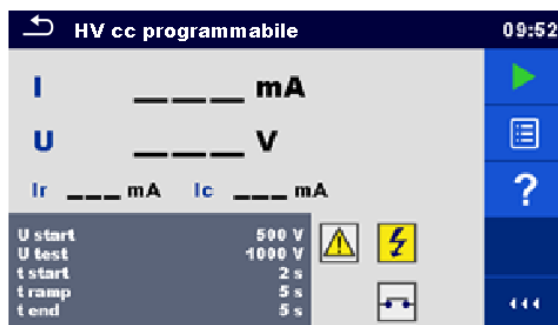 HV cc programmabile 09:52
I ___ mA
U ___ V
Ir ___ mA Ic ___ mA
U start 500 V
U test 1000 V
t start 2 s
t ramp 5 s
t end 5 s
?